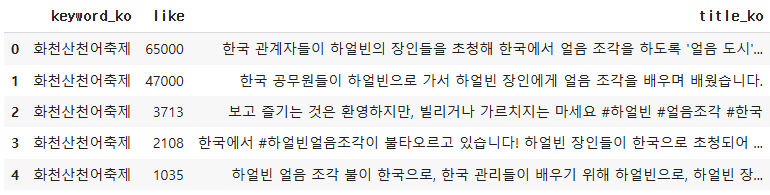 keyword_ko like title_ko
0 화천산천어축제 65000 한국 관계자들이 하얼빈의 장인들을 초청해 한국에서 얼음 조각을 하도록 '얼음 도시'...
1 화천산천어축제 47000 한국 공무원들이 하얼빈으로 가서 하얼빈 장인에게 얼음 조각을 배우며 배웠습니다.
2 화천산천어축제 3713 보고 즐기는 것은 환영하지만, 빌리거나 가르치지는 마세요 #하얼빈 #얼음조각 #한국
3 화천산천어축제 2108 한국에서 #하얼빈얼음조각이 불타오르고 있습니다! 하얼빈 장인들이 한국으로 초청되어 ...
4 화천산천어축제 1035 하얼빈 얼음 조각 불이 한국으로, 한국 관리들이 배우기 위해 하얼빈으로, 하얼빈 장...